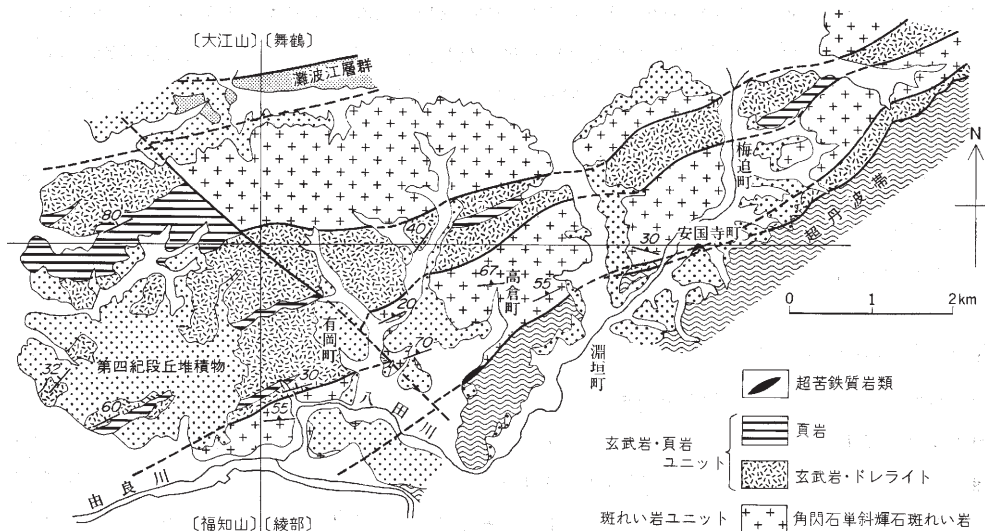 〔大江山〕〔舞鶴〕
灘波江層群
N
梅迫町
超丹波帯
安国寺町
80
40
30
67
高倉町
55
0 1 2km
20
有岡町
第四紀段丘堆積物
70
淵垣町
32
30
60
55
八田川
由良川
〔福知山〕〔綾部〕
超苦鉄質岩類
玄武岩・頁岩
ユニット
頁岩
玄武岩・ドレライト
斑れい岩ユニット
角閃石単斜輝石斑れい岩